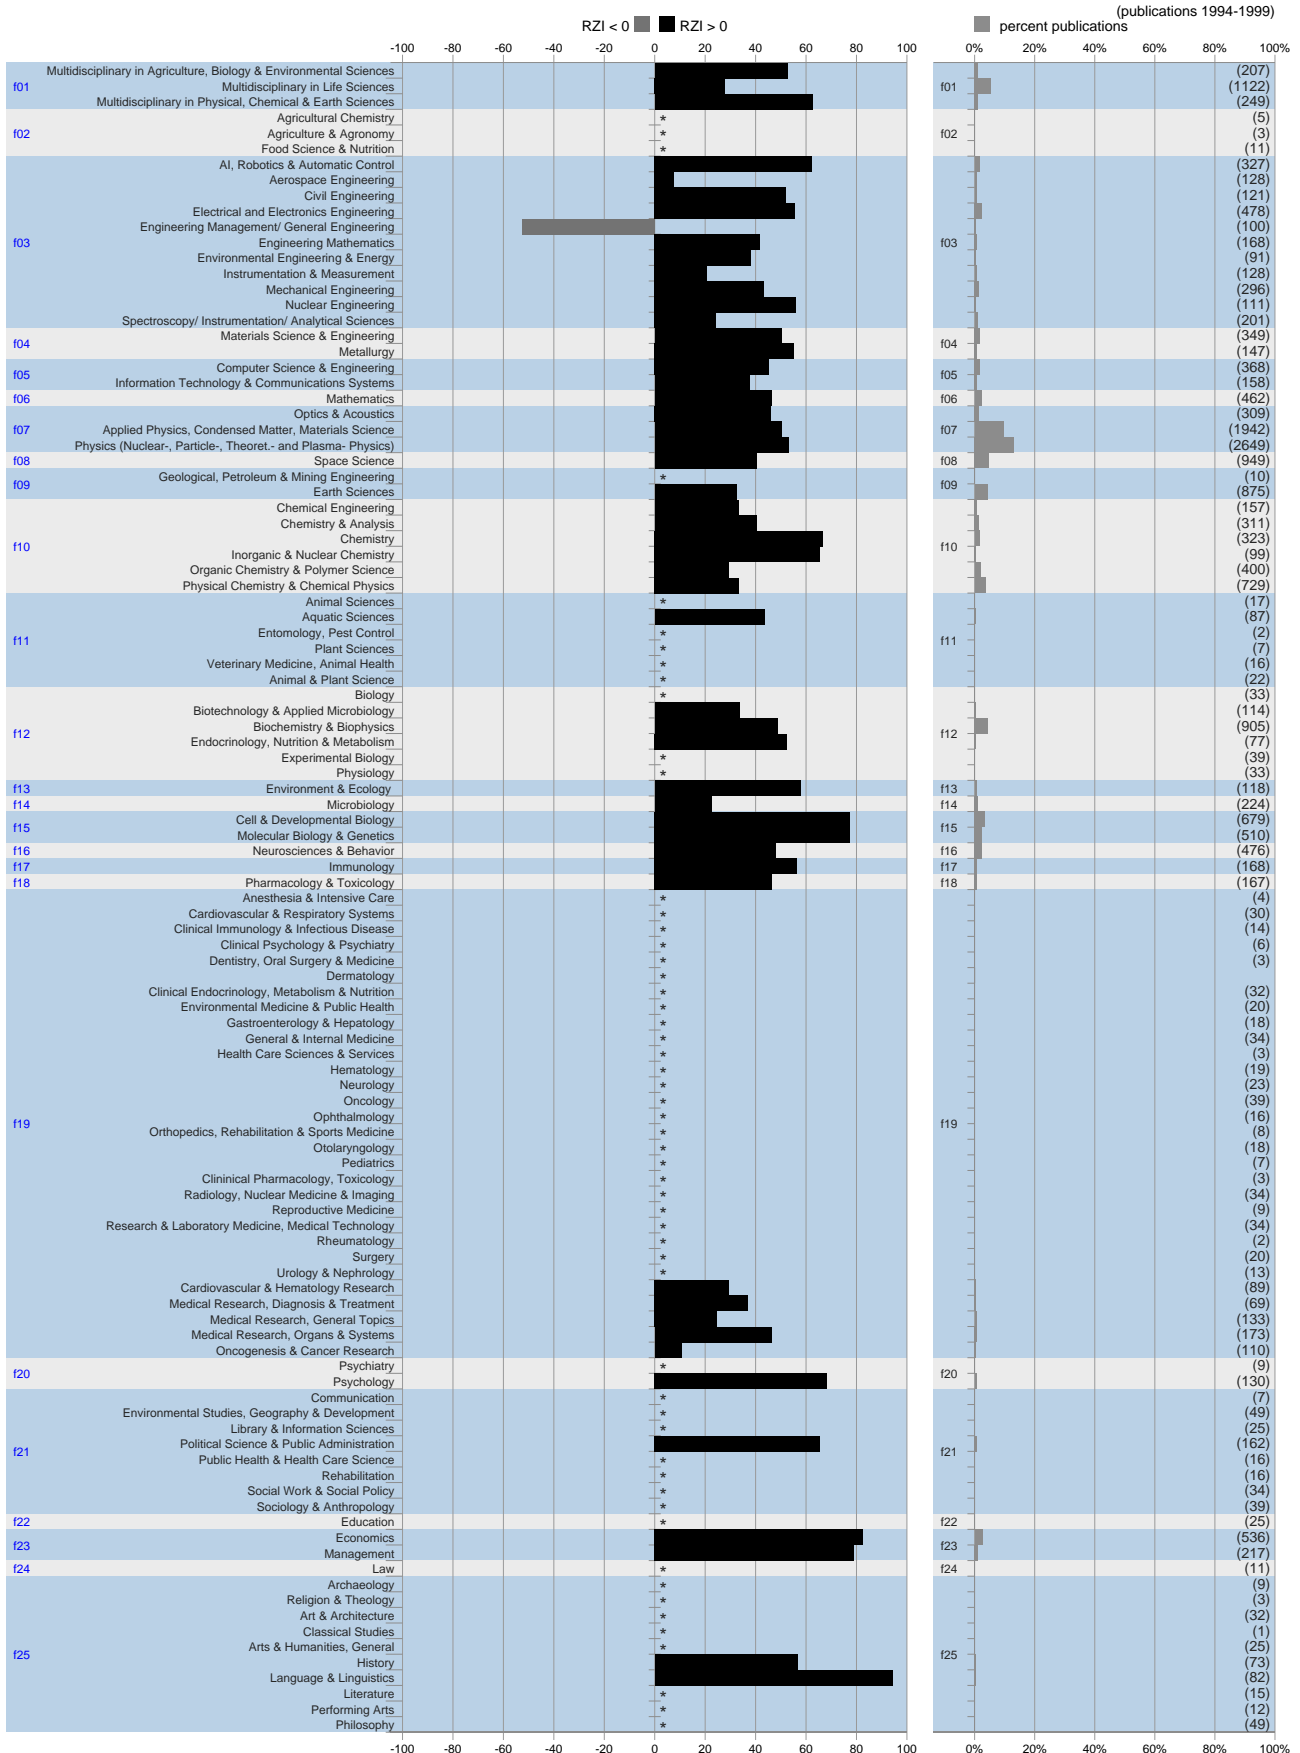 (publications 1994-1999)
RZI < 0 RZI > 0 percent publications
-100 -80 -60 -40 -20 0 20 40 60 80 100 0% 20% 40% 60% 80% 100%
Multidisciplinary in Agriculture, Biology & Environmental Sciences (207)
f01 Multidisciplinary in Life Sciences f01 (1122)
Multidisciplinary in Physical, Chemical & Earth Sciences (249)
Agricultural Chemistry * (5)
f02 Agriculture & Agronomy * f02 (3)
Food Science & Nutrition * (11)
AI, Robotics & Automatic Control (327)
Aerospace Engineering (128)
Civil Engineering (121)
Electrical and Electronics Engineering (478)
Engineering Management/ General Engineering (100)
f03 Engineering Mathematics f03 (168)
Environmental Engineering & Energy (91)
Instrumentation & Measurement (128)
Mechanical Engineering (296)
Nuclear Engineering (111)
Spectroscopy/ Instrumentation/ Analytical Sciences (201)
f04 Materials Science & Engineering f04 (349)
Metallurgy (147)
f05 Computer Science & Engineering f05 (368)
Information Technology & Communications Systems (158)
f06 Mathematics f06 (462)
Optics & Acoustics (309)
f07 Applied Physics, Condensed Matter, Materials Science f07 (1942)
Physics (Nuclear-, Particle-, Theoret.- and Plasma- Physics) (2649)
f08 Space Science f08 (949)
f09 Geological, Petroleum & Mining Engineering * f09 (10)
Earth Sciences (875)
Chemical Engineering (157)
Chemistry & Analysis (311)
f10 Chemistry f10 (323)
Inorganic & Nuclear Chemistry (99)
Organic Chemistry & Polymer Science (400)
Physical Chemistry & Chemical Physics (729)
Animal Sciences * (17)
Aquatic Sciences (87)
f11 Entomology, Pest Control * f11 (2)
Plant Sciences * (7)
Veterinary Medicine, Animal Health * (16)
Animal & Plant Science * (22)
Biology * (33)
Biotechnology & Applied Microbiology (114)
f12 Biochemistry & Biophysics f12 (905)
Endocrinology, Nutrition & Metabolism (77)
Experimental Biology * (39)
Physiology * (33)
f13 Environment & Ecology f13 (118)
f14 Microbiology f14 (224)
f15 Cell & Developmental Biology f15 (679)
Molecular Biology & Genetics (510)
f16 Neurosciences & Behavior f16 (476)
f17 Immunology f17 (168)
f18 Pharmacology & Toxicology f18 (167)
Anesthesia & Intensive Care * (4)
Cardiovascular & Respiratory Systems * (30)
Clinical Immunology & Infectious Disease * (14)
Clinical Psychology & Psychiatry * (6)
Dentistry, Oral Surgery & Medicine * (3)
Dermatology *
Clinical Endocrinology, Metabolism & Nutrition * (32)
Environmental Medicine & Public Health * (20)
Gastroenterology & Hepatology * (18)
General & Internal Medicine * (34)
Health Care Sciences & Services * (3)
Hematology * (19)
Neurology * (23)
Oncology * (39)
f19 Ophthalmology * f19 (16)
Orthopedics, Rehabilitation & Sports Medicine * (8)
Otolaryngology * (18)
Pediatrics * (7)
Clininical Pharmacology, Toxicology * (3)
Radiology, Nuclear Medicine & Imaging * (34)
Reproductive Medicine * (9)
Research & Laboratory Medicine, Medical Technology * (34)
Rheumatology * (2)
Surgery * (20)
Urology & Nephrology * (13)
Cardiovascular & Hematology Research (89)
Medical Research, Diagnosis & Treatment (69)
Medical Research, General Topics (133)
Medical Research, Organs & Systems (173)
Oncogenesis & Cancer Research (110)
f20 Psychiatry * f20 (9)
Psychology (130)
Communication * (7)
Environmental Studies, Geography & Development * (49)
Library & Information Sciences * (25)
f21 Political Science & Public Administration f21 (162)
Public Health & Health Care Science * (16)
Rehabilitation * (16)
Social Work & Social Policy * (34)
Sociology & Anthropology * (39)
f22 Education * f22 (25)
f23 Economics f23 (536)
Management (217)
f24 Law * f24 (11)
Archaeology * (9)
Religion & Theology * (3)
Art & Architecture * (32)
Classical Studies * (1)
Arts & Humanities, General * (25)
f25 History f25 (73)
Language & Linguistics (82)
Literature * (15)
Performing Arts * (12)
Philosophy * (49)
-100 -80 -60 -40 -20 0 20 40 60 80 100 0% 20% 40% 60% 80% 100%